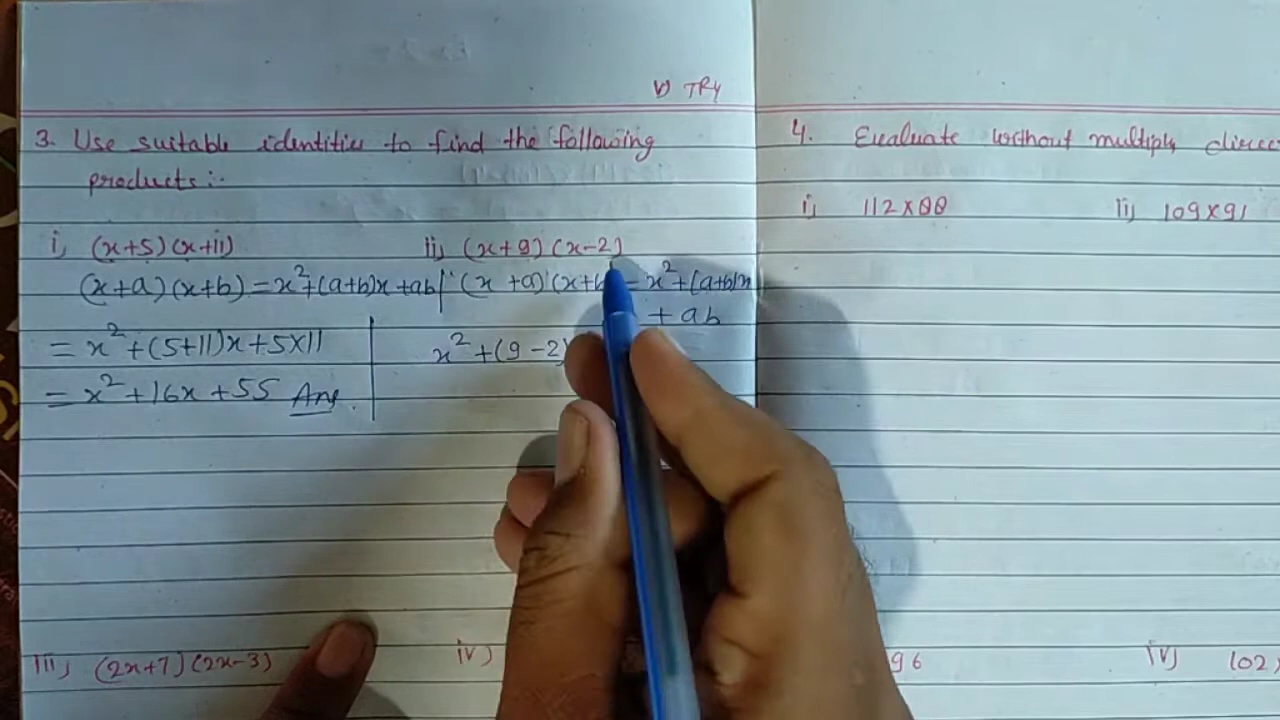 V) TRY
3. Use suitable identities to find the following
products:-
i, (x+5)(x+11)
(x+a)(x+b)=x²+(a+b)x+ab
= x²+(5+11)x+5×11
= x²+16x+55 Ans.
ii, (x+9)(x-2)
(x+a)(x+b = x²+(a+b)x
+ab
x²+(9-2)
iii, (2x+7)(2x-3)
iv)
4. Evaluate without multiply direc
i, 112×88
ii, 109×91
96
iv) 102